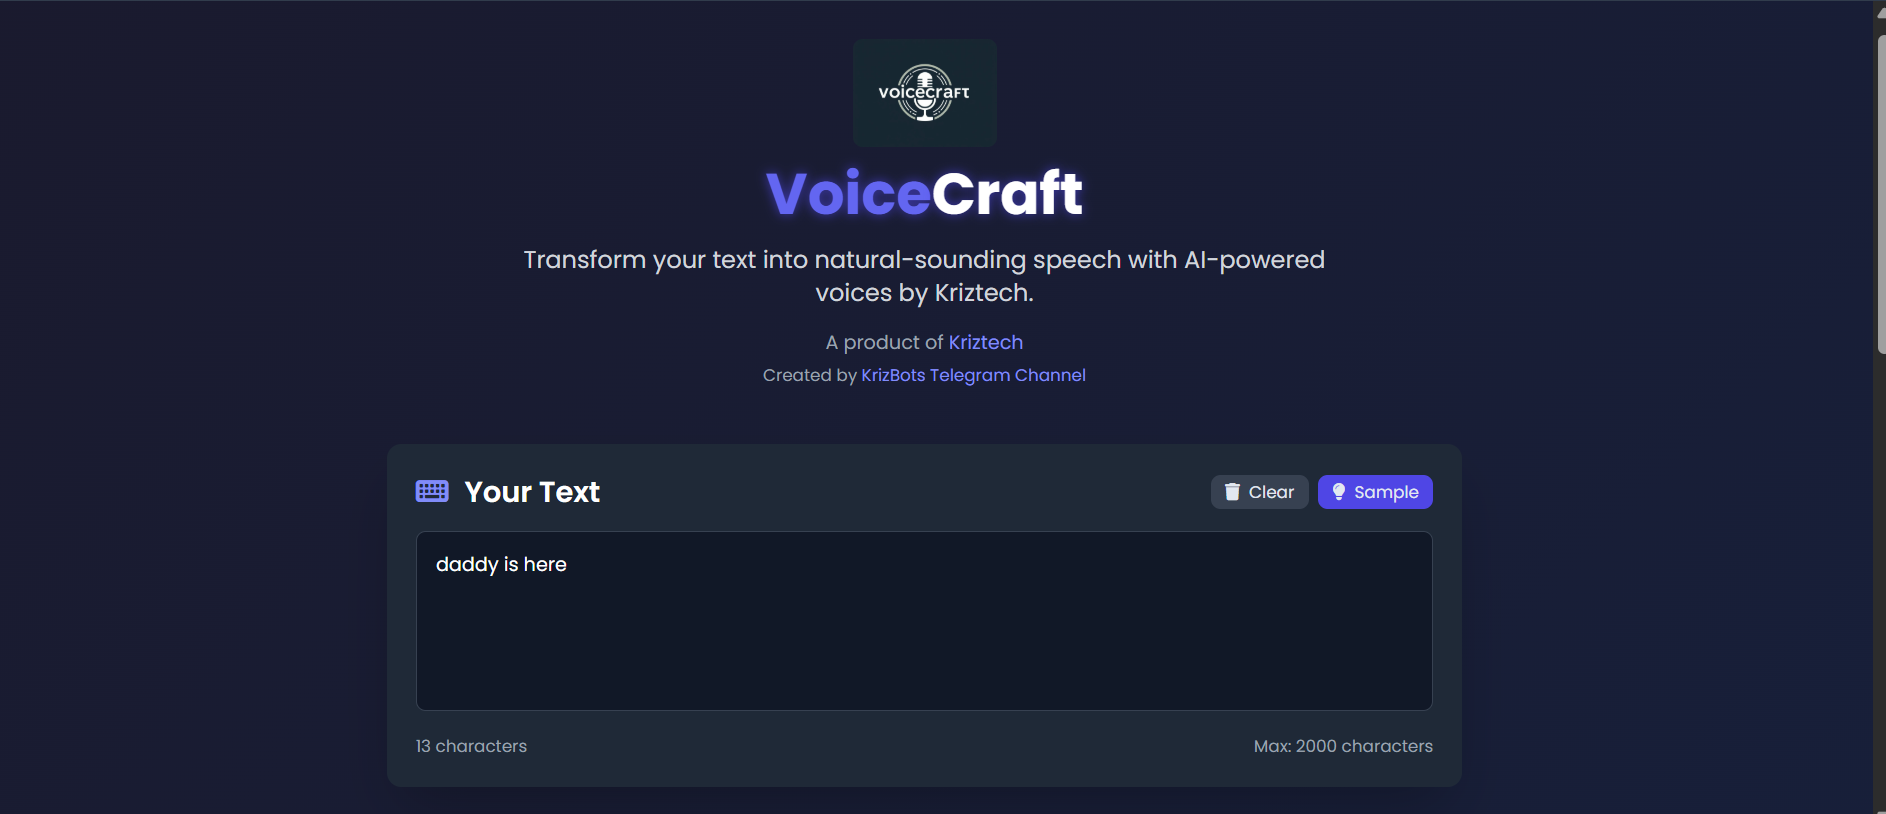 voicecraft
VoiceCraft
Transform your text into natural-sounding speech with AI-powered
voices by Kriztech.
A product of Kriztech
Created by KrizBots Telegram Channel
Your Text
Clear
Sample
daddy is here
13 characters
Max: 2000 characters